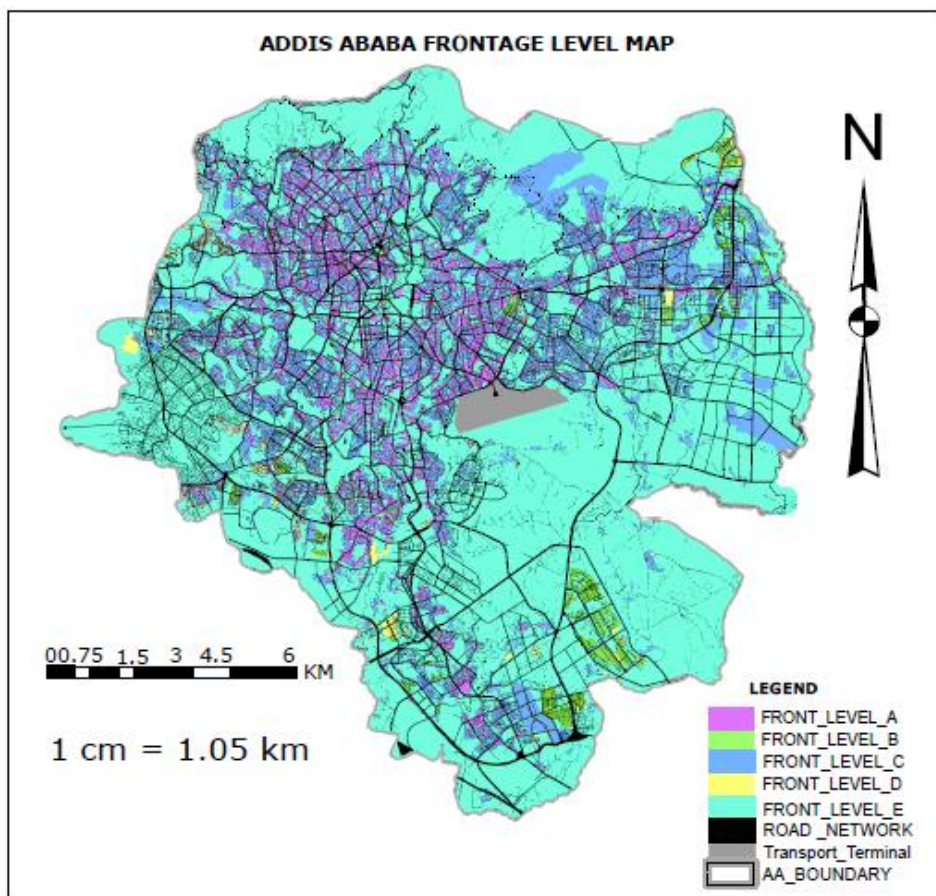 ADDIS ABABA FRONTAGE LEVEL MAP
N
00.75 1.5 3 4.5 6
KM
1 cm = 1.05 km
LEGEND
FRONT_LEVEL_A
FRONT_LEVEL_B
FRONT_LEVEL_C
FRONT_LEVEL_D
FRONT_LEVEL_E
ROAD _NETWORK
Transport_Terminal
AA_BOUNDARY